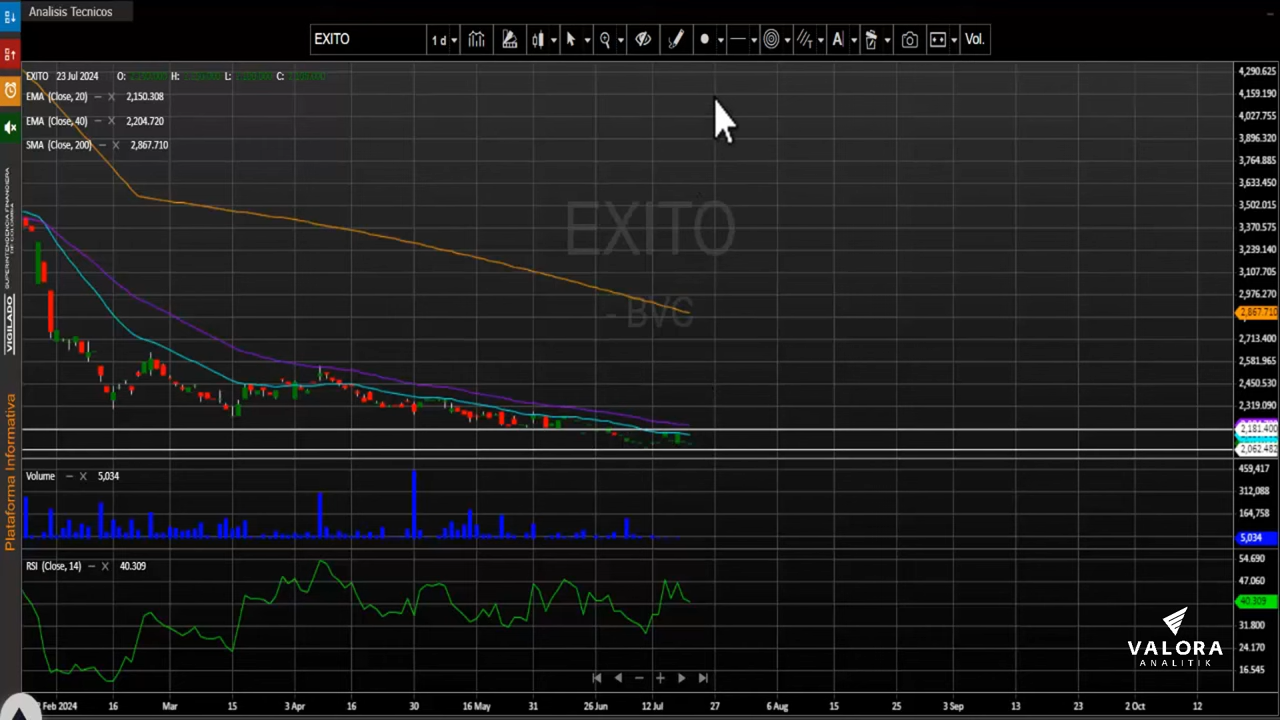 Analisis Tecnicos
EXITO
1 d
A
Vol.
EXITO 23 Jul 2024 O: H: L: C:
EMA (Close, 20) – X 2,150.308
EMA (Close, 40) – X 2,204.720
SMA (Close, 200) – X 2,867.710
EXITO
- BVC
4,290.625
4,159.190
4,027.755
3,896.320
3,764.885
3,633.450
3,502.015
3,370.575
3,239.140
3,107.705
2,976.270
2,867.710
2,713.400
2,581.965
2,450.530
2,319.090
2,181.400
2,062.482
Volume – X 5,034
459,417
312,088
164,758
5,034
RSI (Close, 14) – X 40.309
54.690
47.060
40.309
31.800
24.170
16.545
Feb 2024
16
Mar
15
3 Apr
16
30
16 May
31
26 Jun
12 Jul
27
6 Aug
15
25
3 Sep
13
23
2 Oct
12
VIGILADO SUPERINTENDENCIA FINANCIERA
DE COLOMBIA
Plataforma Informativa
VALORA
ANALITIK